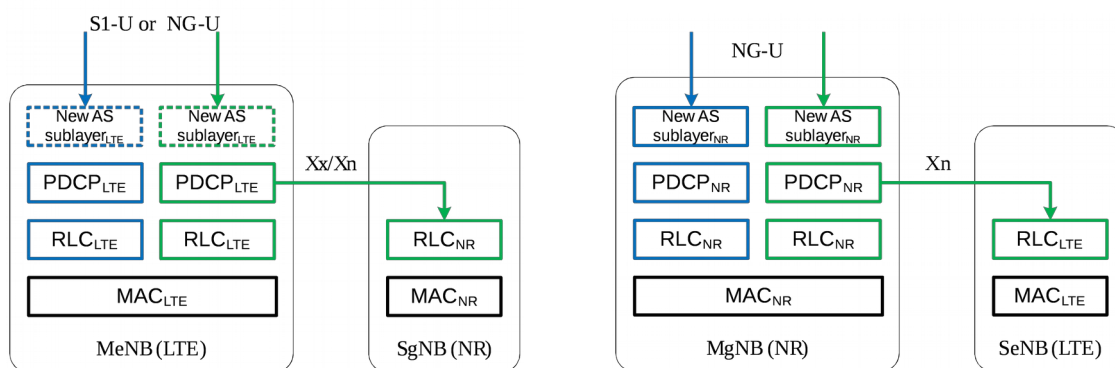 S1-U or NG-U
New AS
sublayerLTE
New AS
sublayerLTE
PDCPLTE
PDCPLTE
Xx/Xn
RLCLTE
RLCLTE
RLCNR
MACLTE
MACNR
MeNB (LTE)
SgNB (NR)
NG-U
New AS
sublayerNR
New AS
sublayerNR
PDCPNR
PDCPNR
Xn
RLCNR
RLCNR
RLCLTE
MACNR
MACLTE
MgNB (NR)
SeNB (LTE)